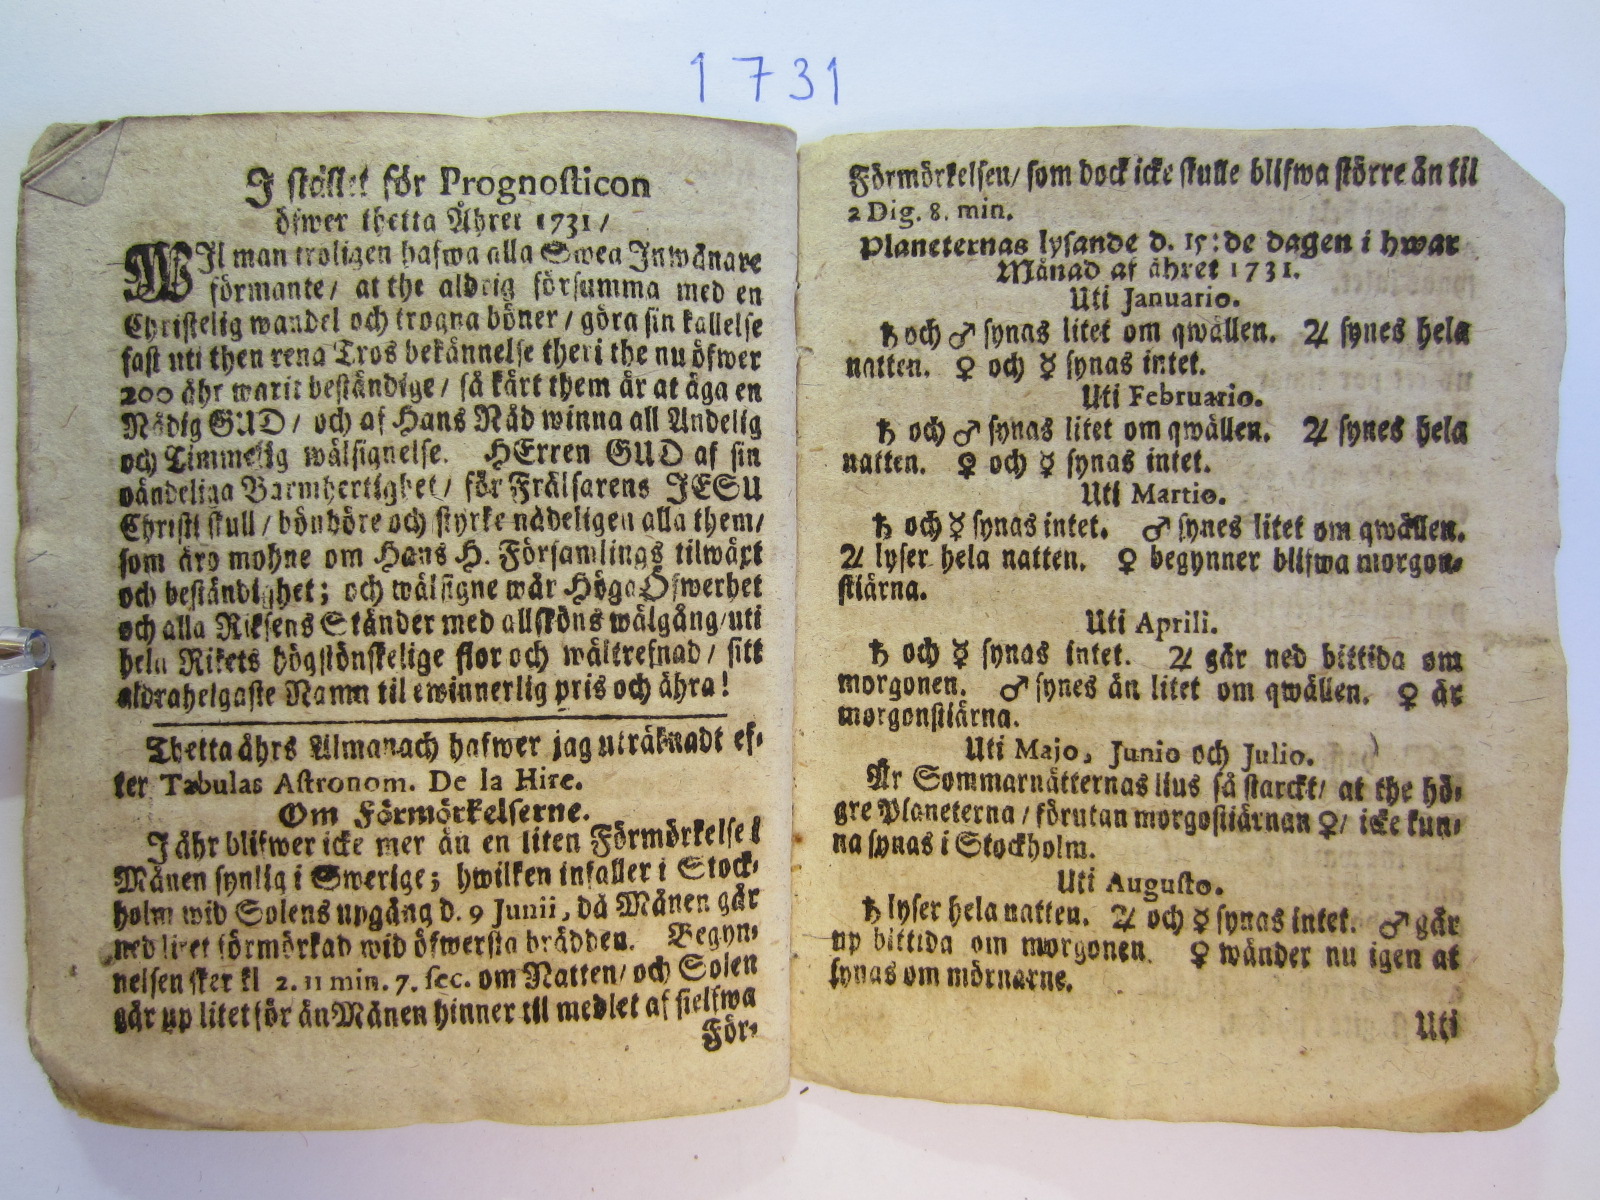 1731
I stället för Prognosticon
öfwer thetta Åhret 1731/
WIl man troligen hafwa alla Swea Inwånare
förmante/ at the aldrig försumma med en
Christelig wandel och trogna böner/ göra sin kallelse
fast uti then rena Tros bekännelse theri the nu öfwer
200 åhr warit beständige/ så kärt them är at äga en
Nådig GUD/ och af Hans Nåd winna all Andelig
och Timmelig wälsignelse. HErren GUD af sin
oändeliga Barmhertighet/ för Frälsarens JESU
Christi skull/ bönhöre och styrke nådeligen alla them/
som äro mohne om Hans H. Församlings tilwäxt
och beständighet; och wälsigne wår Höga Öfwerhet
och alla Riksens Ständer med allsköns wälgång/ uti
hela Rikets högstönskelige flor och wältrefnad/ sitt
aldrahelgaste Namn til ewinnerlig pris och ähra!
Thetta åhrs Almanach hafwer jag uträknadt ef-
ter Tabulas Astronom. De la Hire.
Om Förmörkelserne.
I åhr blifwer icke mer än en liten Förmörkelse i
Månen synlig i Swerige; hwilken infaller i Stock-
holm wid Solens upgång d. 9 Junii, då Månen går
ned litet förmörkad wid öfwersta brädden. Begyn-
nelsen sker kl 2. 11 min. 7. sec. om Natten/ och Solen
går up litet för än Månen hinner til medlet af sielfwa
För-
Förmörkelsen/ som dock icke skulle blifwa större än til
2 Dig. 8. min.
Planeternas lysande d. 15:de dagen i hwar
Månad af åhret 1731.
Uti Januario.
♄ och ♂ synas litet om qwällen. ♃ synes hela
natten. ♀ och ☿ synas intet.
Uti Februario.
♄ och ♂ synas litet om qwällen. ♃ synes hela
natten. ♀ och ☿ synas intet.
Uti Martio.
♄ och ☿ synas intet. ♂ synes litet om qwällen.
♃ lyser hela natten. ♀ begynner blifwa morgon-
stiärna.
Uti Aprili.
♄ och ☿ synas intet. ♃ går ned bittida om
morgonen. ♂ synes än litet om qwällen. ♀ är
morgonstiärna.
Uti Majo, Junio och Julio.
Är Sommarnätternas lius så starckt/ at the hö-
gre Planeterna/ förutan morgostiärnan ♀/ icke kun-
na synas i Stockholm.
Uti Augusto.
♄ lyser hela natten. ♃ och ☿ synas intet. ♂ går
up bittida om morgonen. ♀ wänder nu igen at
synas om mornarne.
Uti